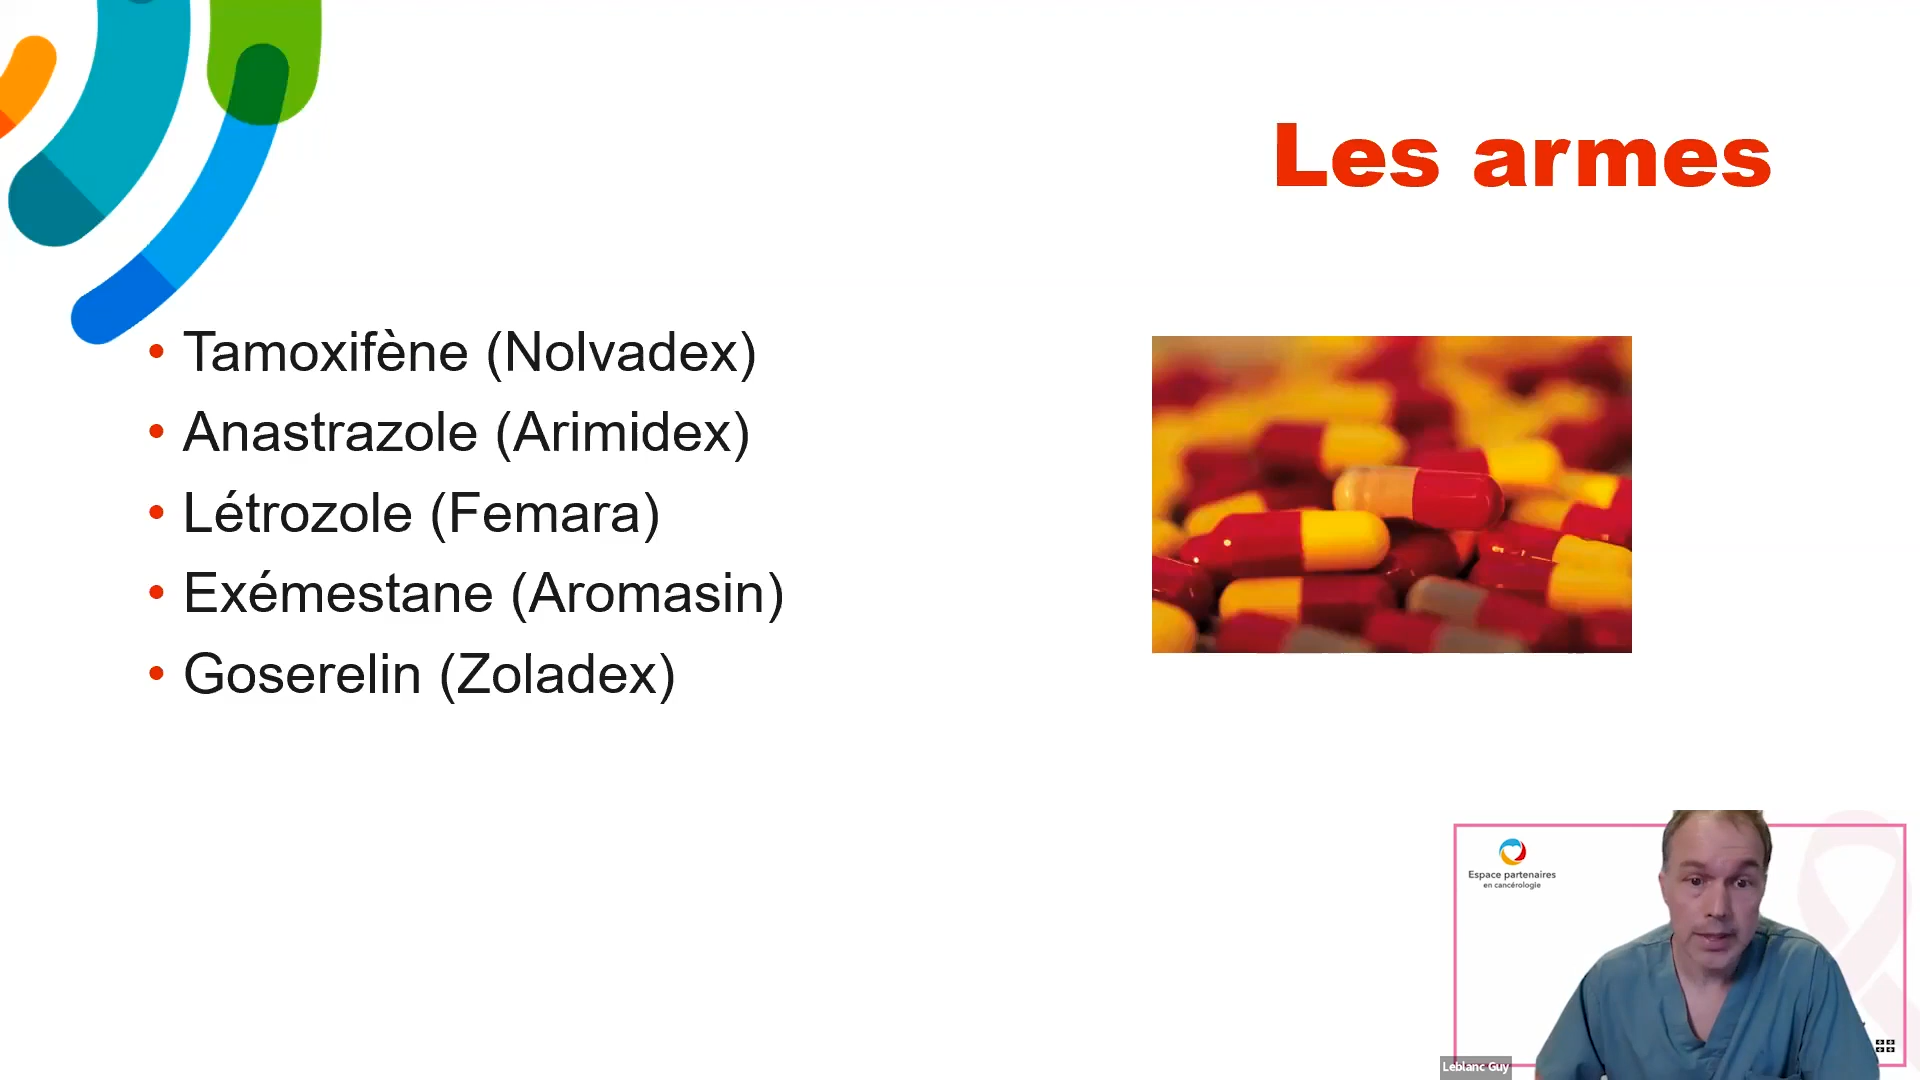 Les armes
• Tamoxifène (Nolvadex)
• Anastrazole (Arimidex)
• Létrozole (Femara)
• Exémestane (Aromasin)
• Goserelin (Zoladex)
Espace partenaires
en cancérologie
Leblanc Guy